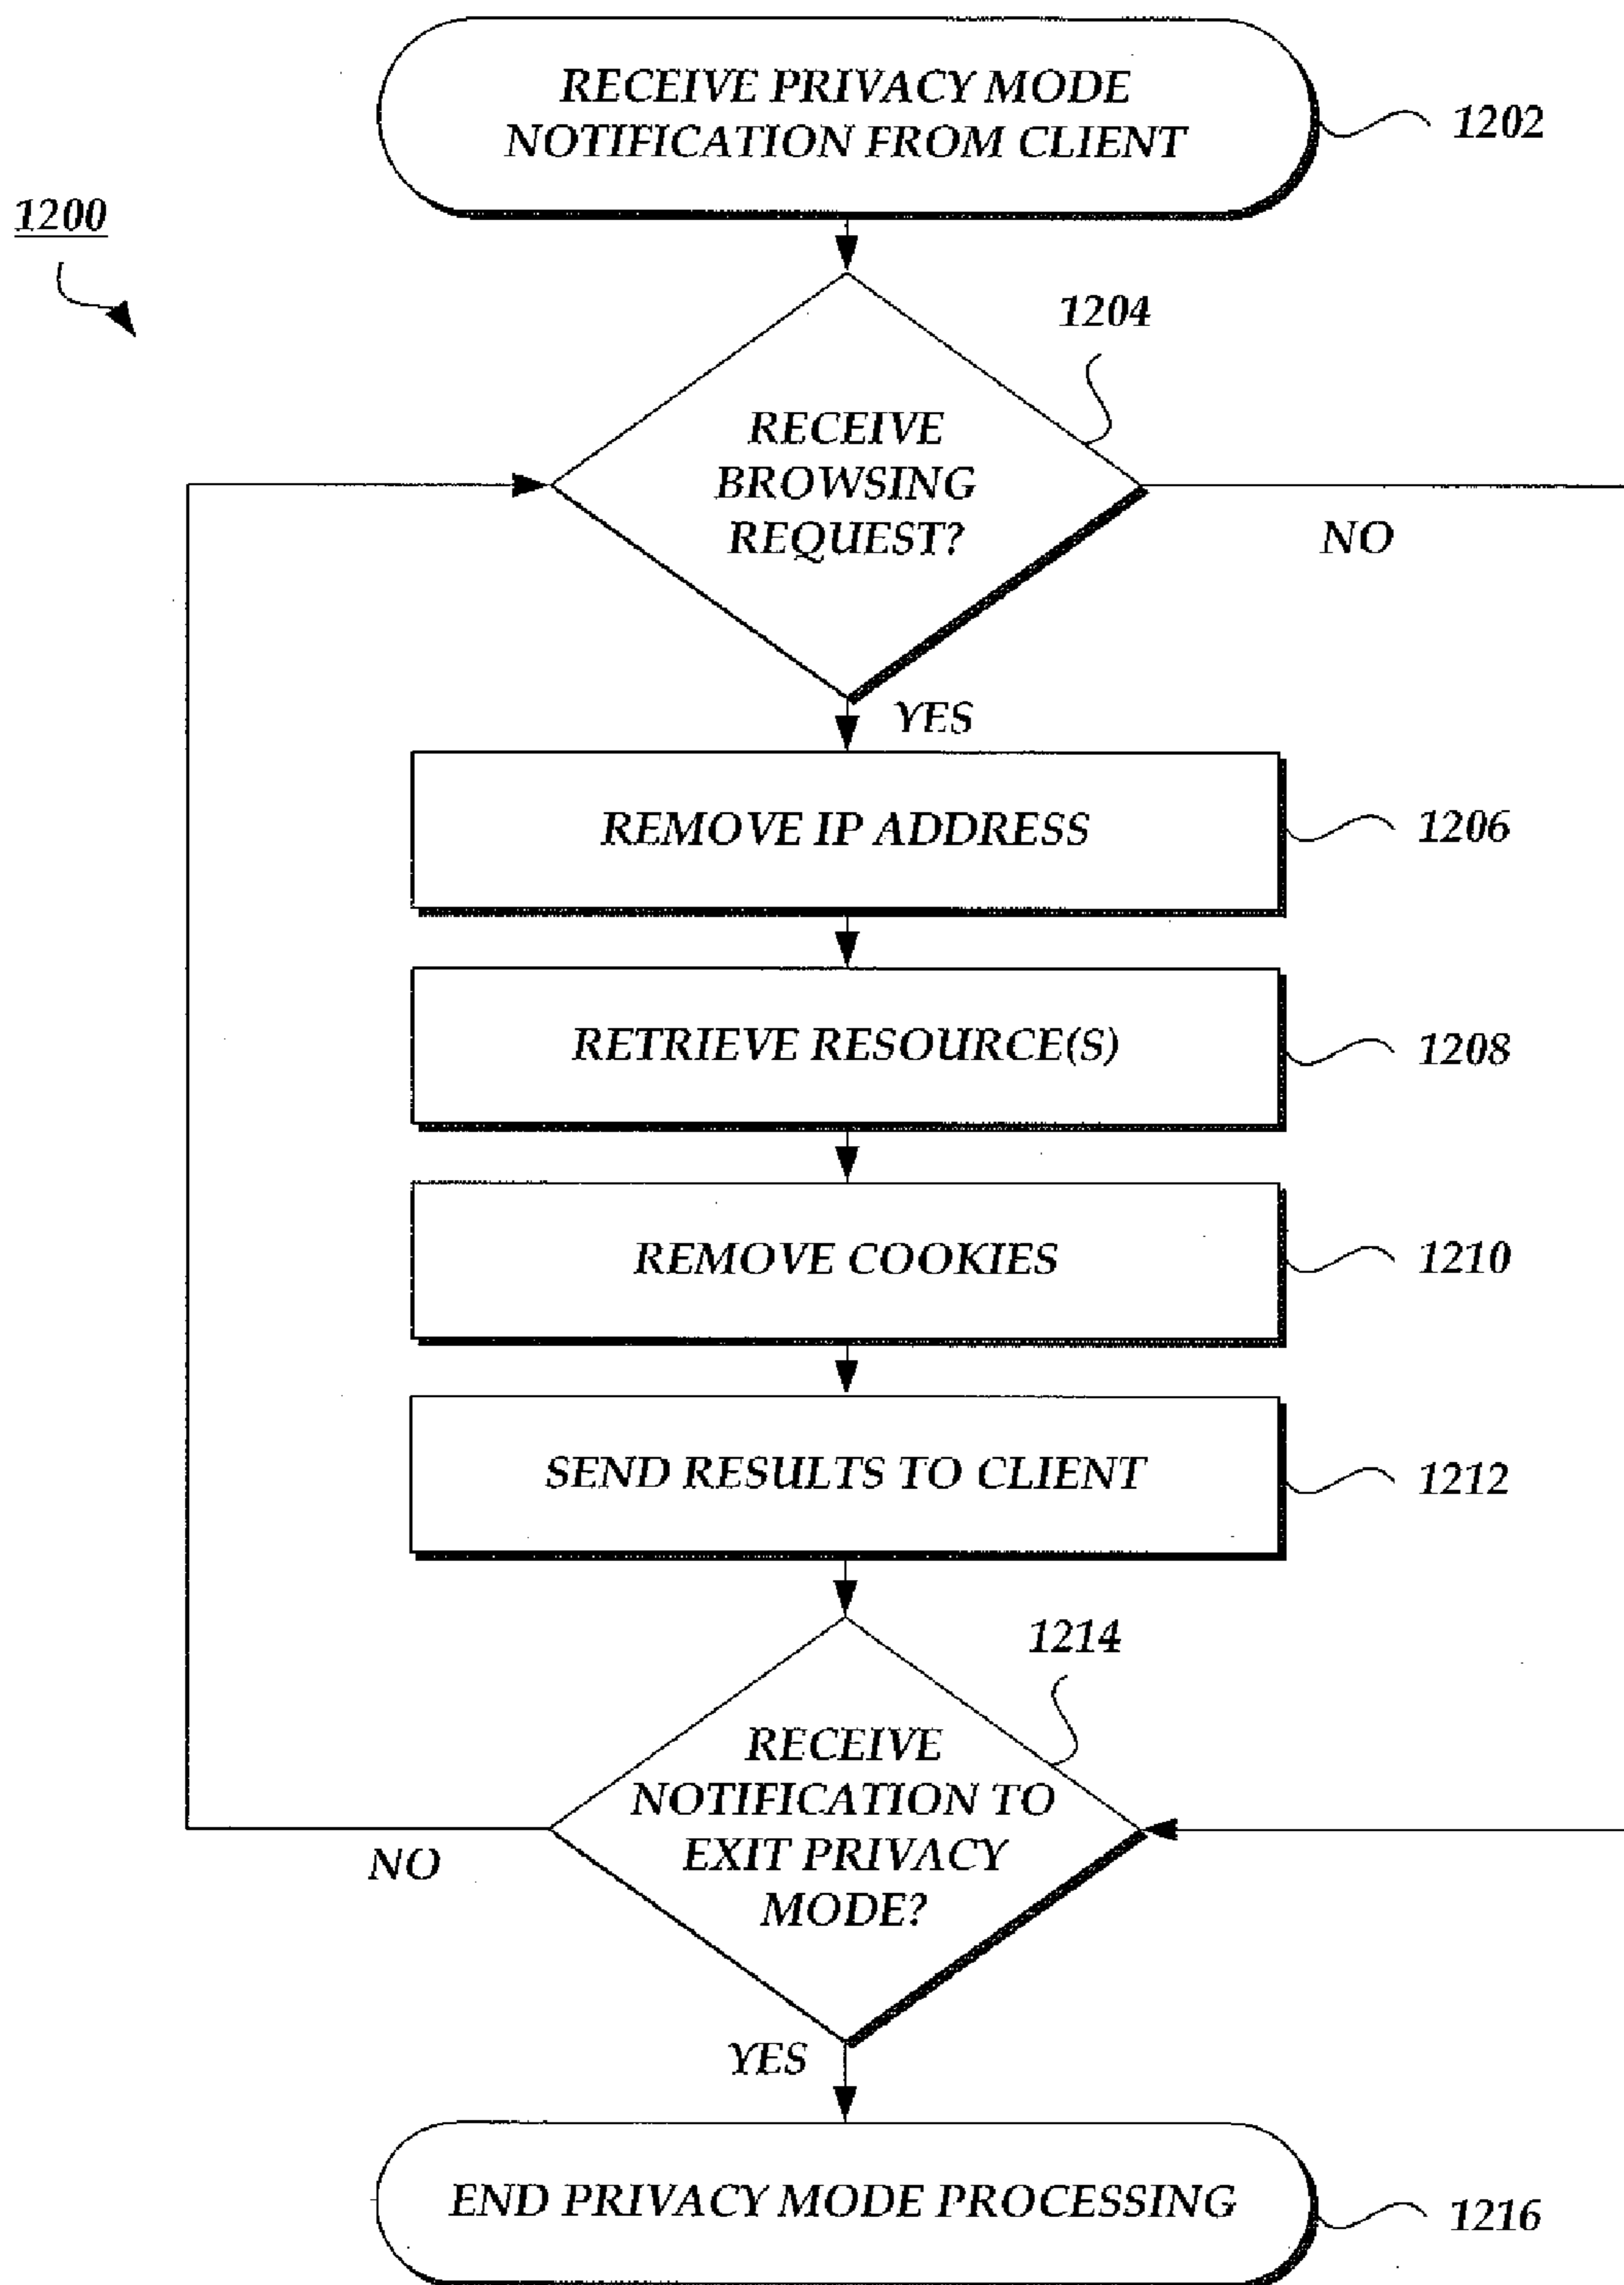 RECEIVE PRIVACY MODE
NOTIFICATION FROM CLIENT
1202
1200
1204
RECEIVE
BROWSING
REQUEST?
NO
YES
REMOVE IP ADDRESS
1206
RETRIEVE RESOURCE(S)
1208
REMOVE COOKIES
1210
SEND RESULTS TO CLIENT
1212
1214
RECEIVE
NOTIFICATION TO
EXIT PRIVACY
MODE?
NO
YES
END PRIVACY MODE PROCESSING
1216